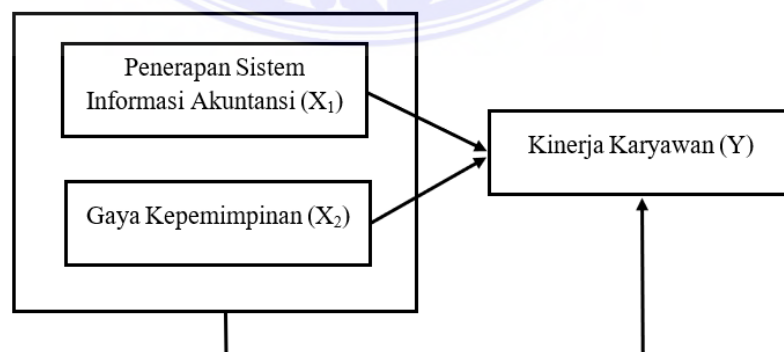 Penerapan Sistem
Informasi Akuntansi (X₁)
Kinerja Karyawan (Y)
Gaya Kepemimpinan (X₂)